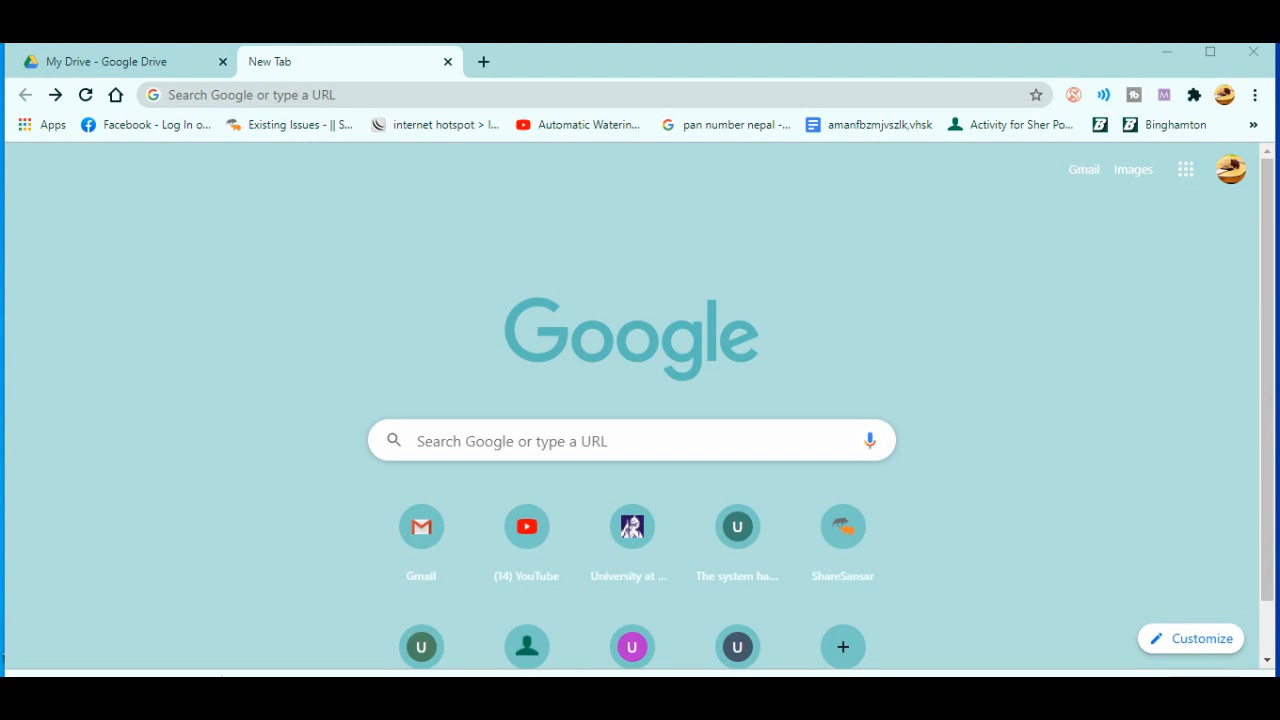 My Drive - Google Drive
New Tab
Search Google or type a URL
Apps
Facebook - Log In o...
Existing Issues - || S...
internet hotspot > I...
Automatic Waterin...
pan number nepal -...
amanfbzmjvszlk,vhsk
Activity for Sher Po...
Binghamton
Gmail
Images
Google
Search Google or type a URL
U
Gmail
(14) YouTube
University at ...
The system ha...
ShareSansar
U
U
U
Customize